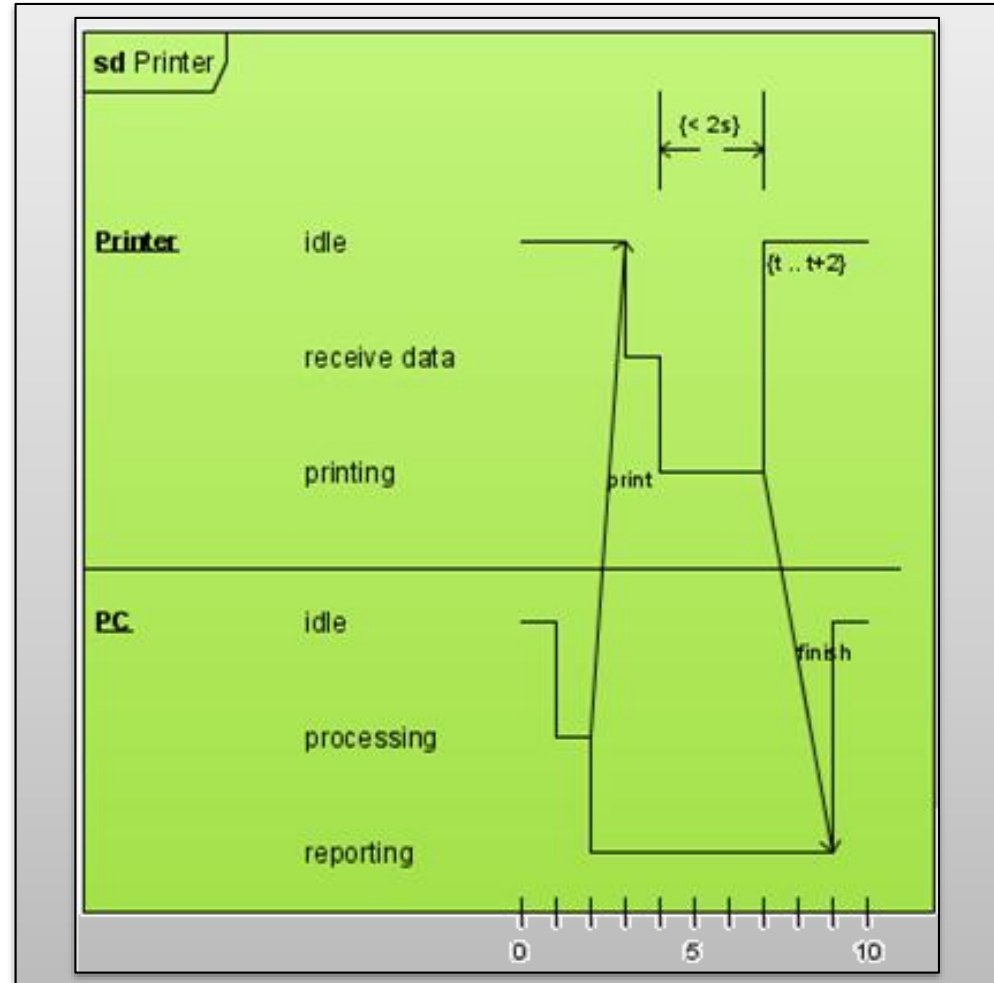 sd Printer
{< 2s}
Printer idle
{t .. t+2}
receive data
printing
print
PC idle
finish
processing
reporting
0 5 10